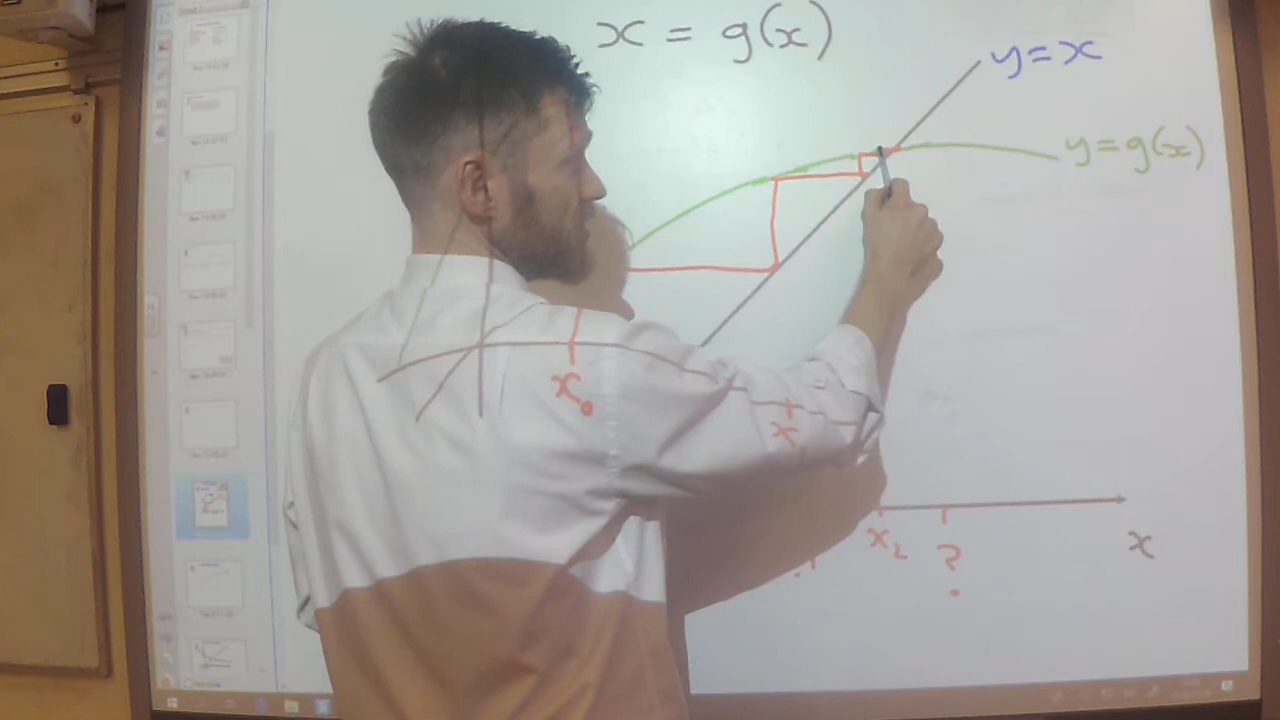 x = g(x)
y = x
y = g(x)
x₀
x
x₂
?
x